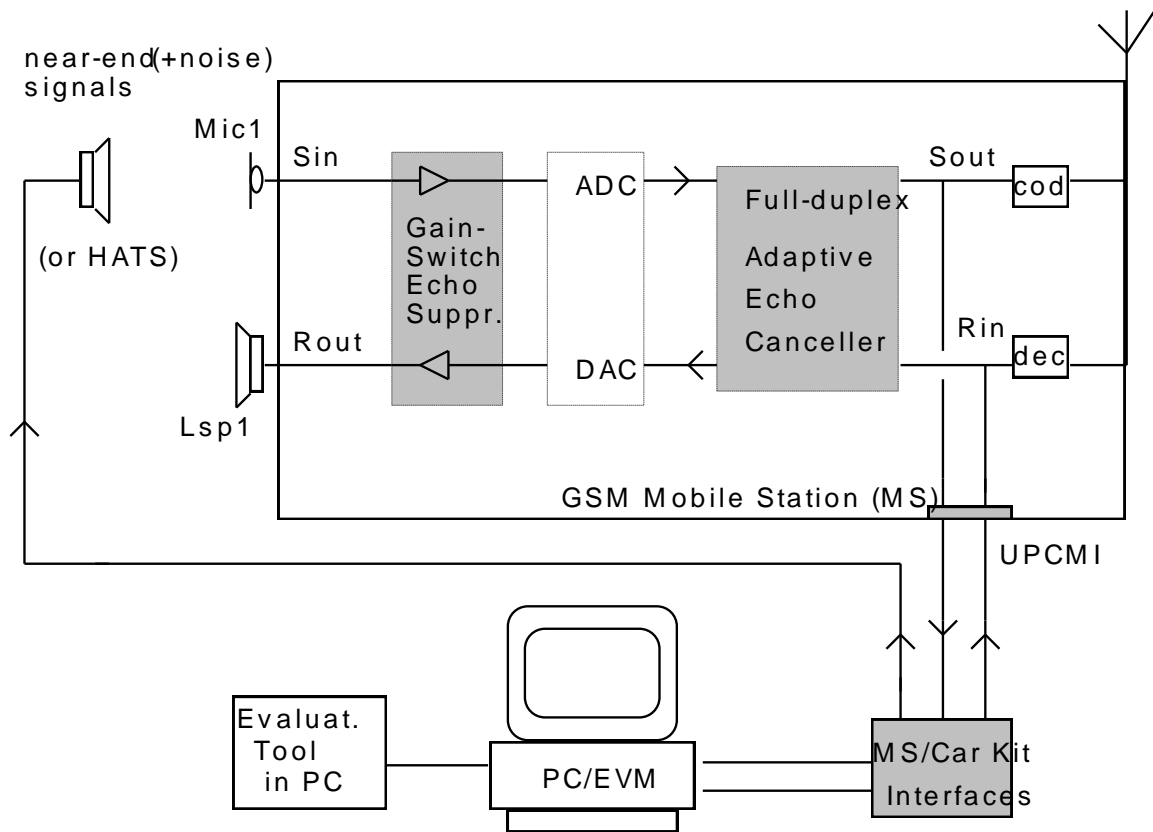 near-end(+noise)
signals
Mic1
Sin
ADC
Full-duplex
Adaptive
Echo
Canceller
Sout
cod
(or HATS)
Gain-
Switch
Echo
Suppr.
Rout
DAC
Rin
dec
Lsp1
GSM Mobile Station (MS)
UPCMI
Evaluat.
Tool
in PC
PC/EVM
MS/Car Kit
Interfaces